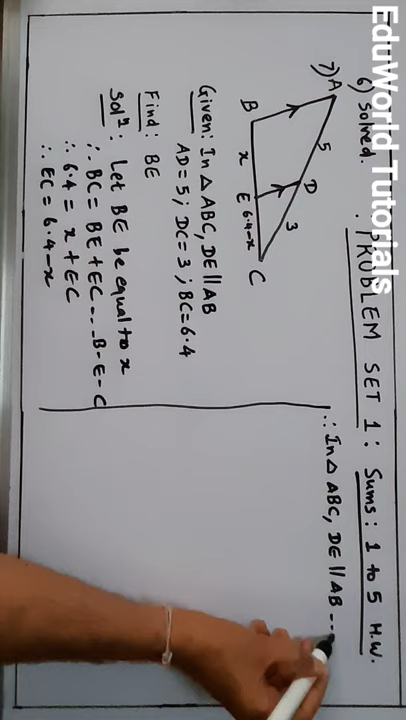 EduWorld Tutorials
PROBLEM SET 1: Sums: 1 to 5 H.W.
6) Solved.
7) A
5
D
3
B
x
E
6.4-x
C
Given: In △ ABC, DE || AB
AD=5; DC=3; BC=6.4
Find: BE
Solⁿ: Let BE be equal to x
∴ BC = BE + EC --- B-E-C
∴ 6.4 = x + EC
∴ EC = 6.4-x
∴ In △ ABC, DE || AB --